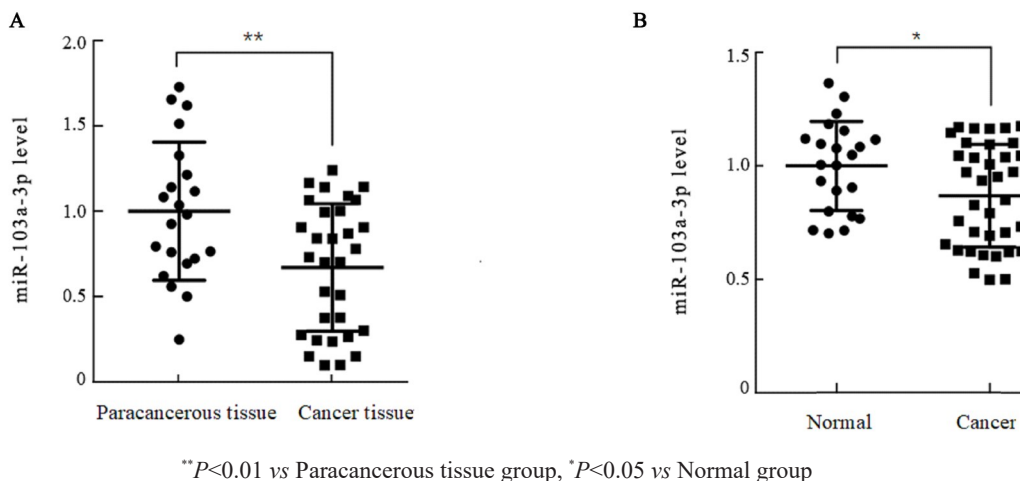 A
**
2.0
1.5
1.0
0.5
0
miR-103a-3p level
Paracancerous tissue
Cancer tissue
B
*
1.5
1.0
0.5
0
miR-103a-3p level
Normal
Cancer
**P<0.01 vs Paracancerous tissue group, *P<0.05 vs Normal group